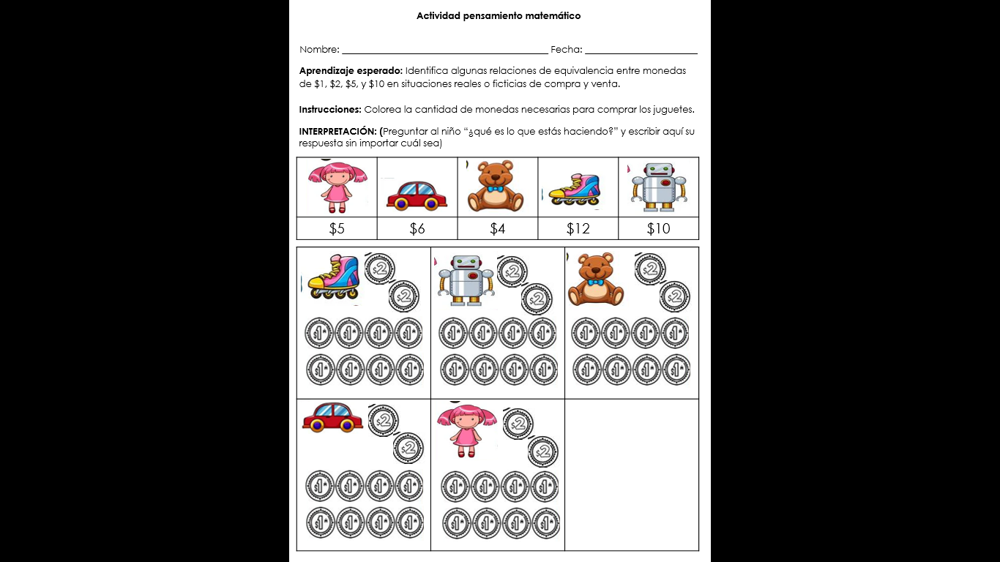 Actividad pensamiento matemático
Nombre: ______________________________________ Fecha: _____________________
Aprendizaje esperado: Identifica algunas relaciones de equivalencia entre monedas
de $1, $2, $5, y $10 en situaciones reales o ficticias de compra y venta.
Instrucciones: Colorea la cantidad de monedas necesarias para comprar los juguetes.
INTERPRETACIÓN: (Preguntar al niño “¿qué es lo que estás haciendo?” y escribir aquí su
respuesta sin importar cuál sea)
$5 $6 $4 $12 $10
$2 $2 $2
$2 $2 $2
$1 $1 $1 $1 $1 $1 $1 $1 $1 $1 $1 $1
$1 $1 $1 $1 $1 $1 $1 $1 $1 $1 $1 $1
$2 $2
$2 $2
$1 $1 $1 $1 $1 $1 $1 $1
$1 $1 $1 $1 $1 $1 $1 $1